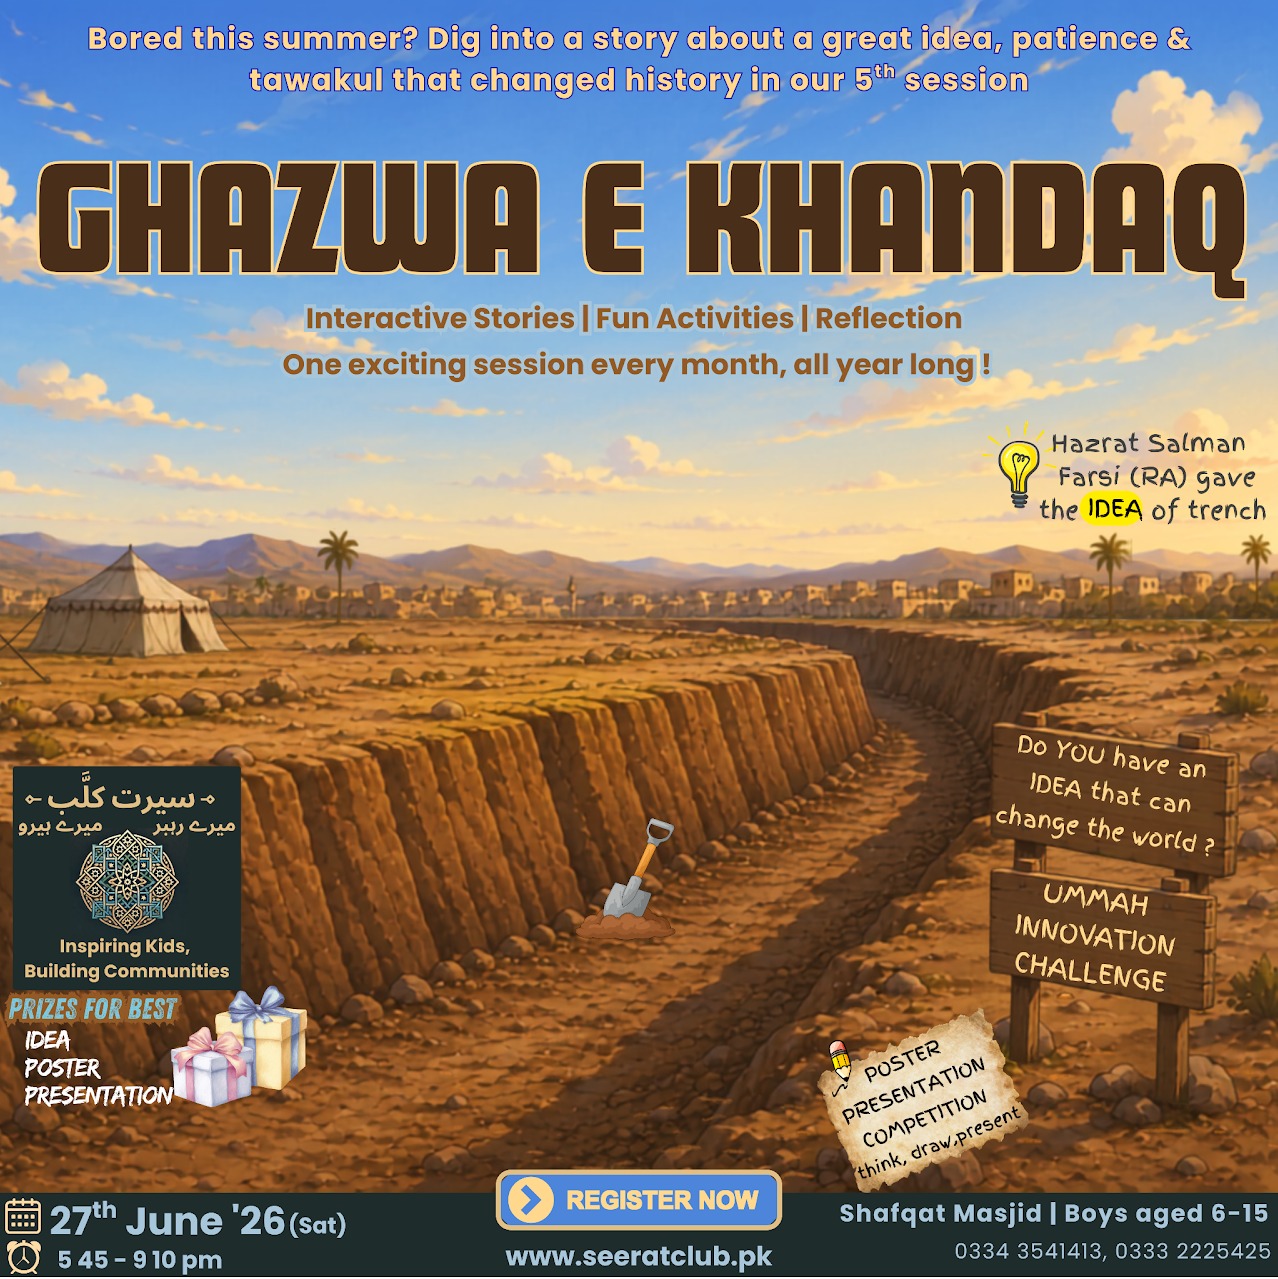 Bored this summer? Dig into a story about a great idea, patience &
tawakul that changed history in our 5th session
GHAZWA E KHANDAQ
Interactive Stories | Fun Activities | Reflection
One exciting session every month, all year long !
Hazrat Salman
Farsi (RA) gave
the IDEA of trench
Do YOU have an
IDEA that can
change the world ?
UMMAH
INNOVATION
CHALLENGE
سیرت کلَّب
میرے رہبر میرے ہیرو
Inspiring Kids,
Building Communities
PRIZES FOR BEST
IDEA
POSTER
PRESENTATION
POSTER
PRESENTATION
COMPETITION
think, draw,present
27th June '26 (Sat)
5 45 - 9 10 pm
REGISTER NOW
www.seeratclub.pk
Shafqat Masjid | Boys aged 6-15
0334 3541413, 0333 2225425